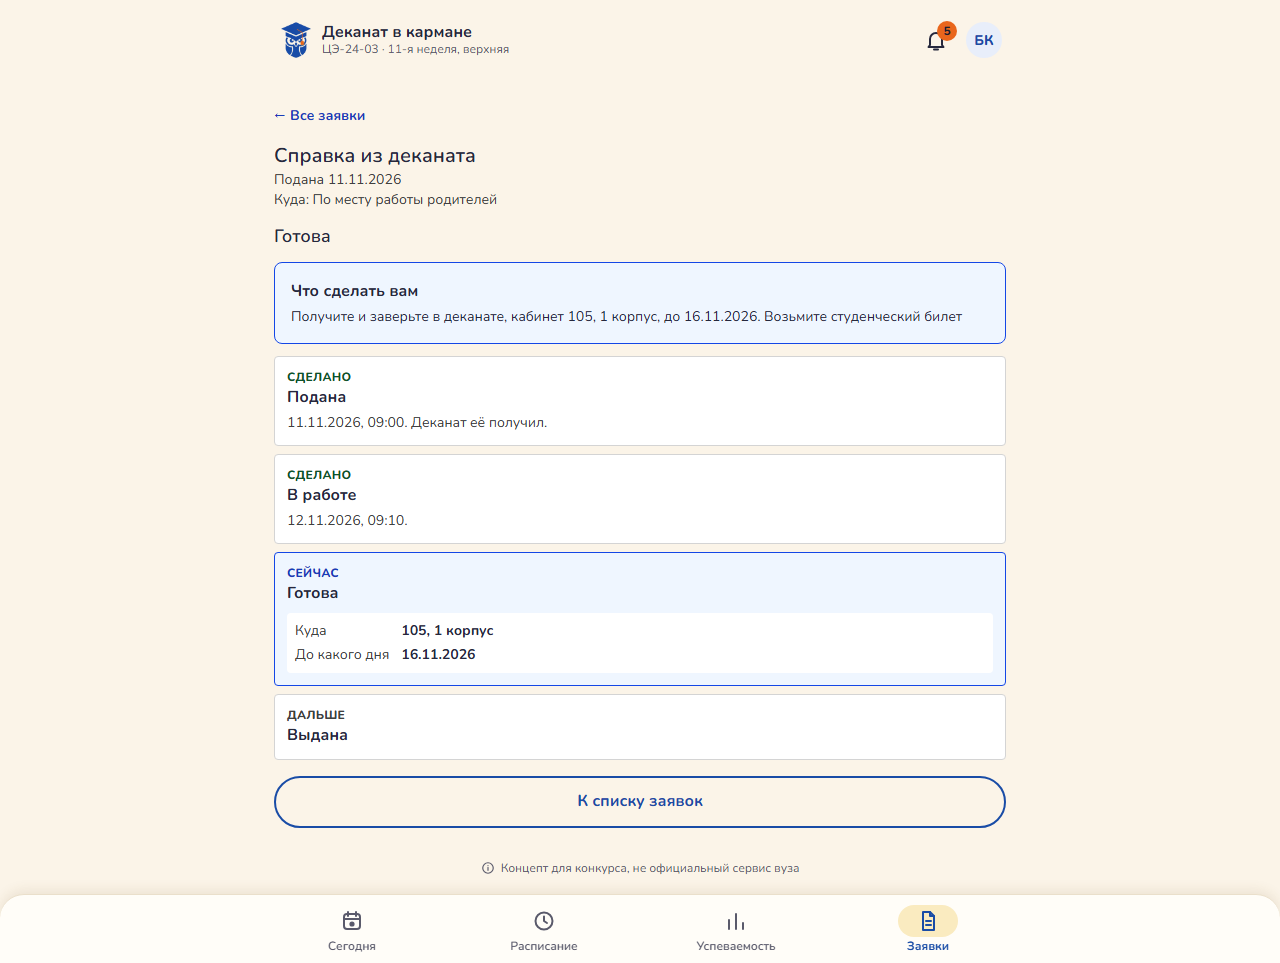 Деканат в кармане
ЦЭ-24-03 · 11-я неделя, верхняя
5
БК
← Все заявки
Справка из деканата
Подана 11.11.2026
Куда: По месту работы родителей
Готова
Что сделать вам
Получите и заверьте в деканате, кабинет 105, 1 корпус, до 16.11.2026. Возьмите студенческий билет
СДЕЛАНО
Подана
11.11.2026, 09:00. Деканат её получил.
СДЕЛАНО
В работе
12.11.2026, 09:10.
СЕЙЧАС
Готова
Куда 105, 1 корпус
До какого дня 16.11.2026
ДАЛЬШЕ
Выдана
К списку заявок
Концепт для конкурса, не официальный сервис вуза
Сегодня Расписание Успеваемость Заявки